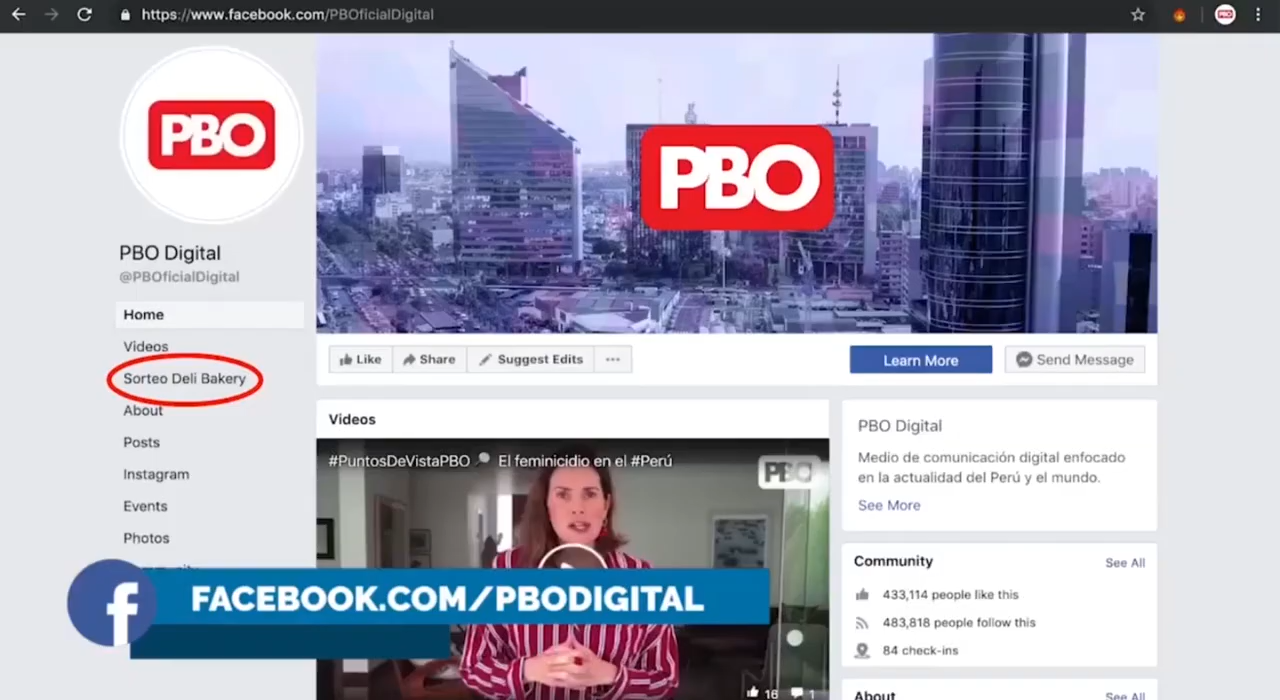 https://www.facebook.com/PBOficialDigital
PBO
PBO
PBO
PBO Digital
@PBOficialDigital
Home
Videos
Sorteo Deli Bakery
About
Posts
Instagram
Events
Photos
Community
Like
Share
Suggest Edits
Learn More
Send Message
Videos
#PuntosDeVistaPBO El feminicidio en el #Perú
PBO
16 1
PBO Digital
Medio de comunicación digital enfocado
en la actualidad del Perú y el mundo.
See More
Community See All
433,114 people like this
483,818 people follow this
84 check-ins
About See All
f
FACEBOOK.COM/PBODIGITAL